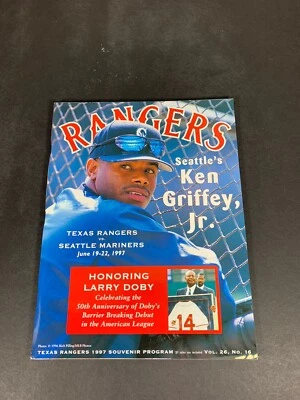 RANGERS
Seattle's
Ken
Griffey,
Jr.
TEXAS RANGERS
vs.
SEATTLE MARINERS
June 19-22, 1997
HONORING
LARRY DOBY
Celebrating the
50th Anniversary of Doby's
Barrier Breaking Debut
in the American League
14
TEXAS RANGERS 1997 SOUVENIR PROGRAM
VOL. 26, NO. 16